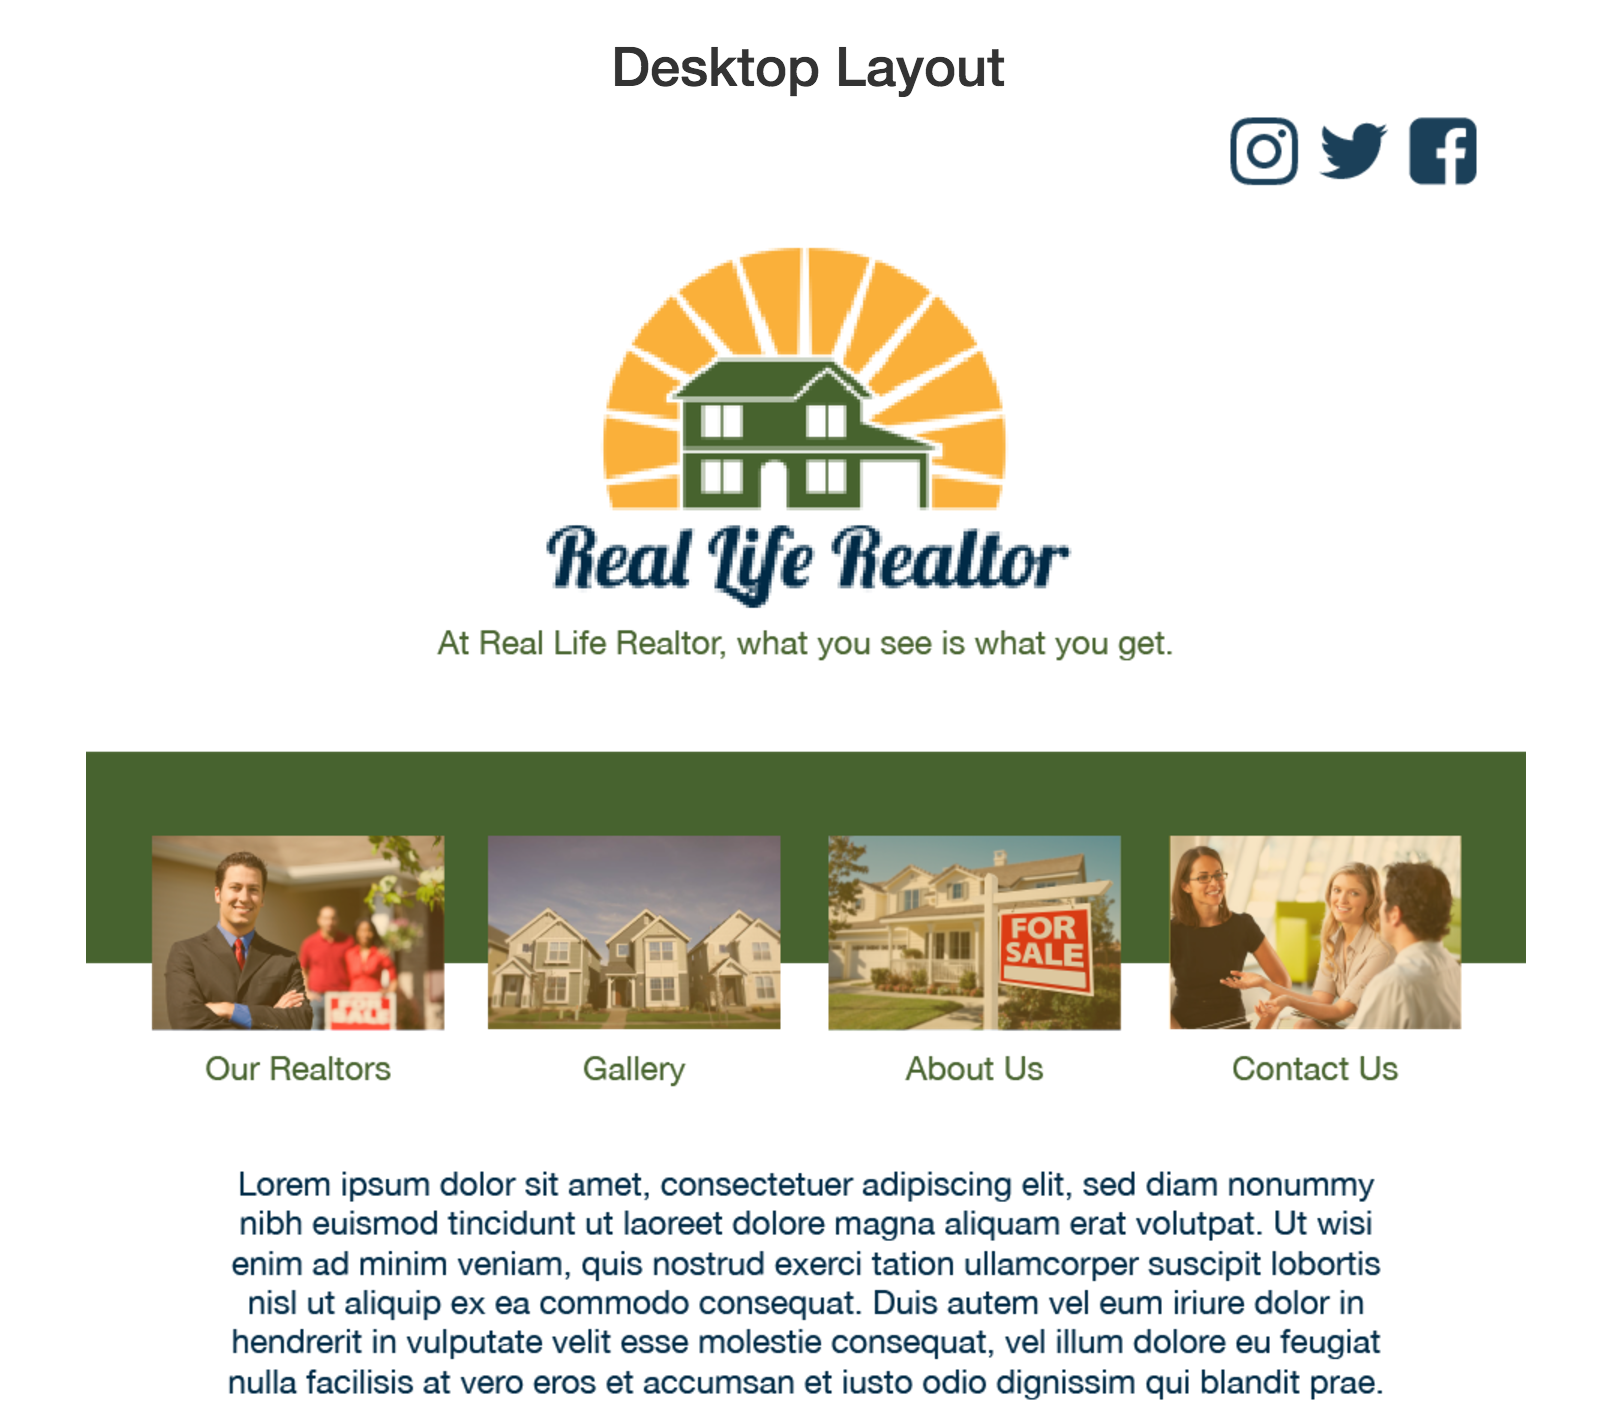 Desktop Layout
Real Life Realtor
At Real Life Realtor, what you see is what you get.
FOR
SALE
FOR
SALE
Our Realtors
Gallery
About Us
Contact Us
Lorem ipsum dolor sit amet, consectetuer adipiscing elit, sed diam nonummy
nibh euismod tincidunt ut laoreet dolore magna aliquam erat volutpat. Ut wisi
enim ad minim veniam, quis nostrud exerci tation ullamcorper suscipit lobortis
nisl ut aliquip ex ea commodo consequat. Duis autem vel eum iriure dolor in
hendrerit in vulputate velit esse molestie consequat, vel illum dolore eu feugiat
nulla facilisis at vero eros et accumsan et iusto odio dignissim qui blandit prae.